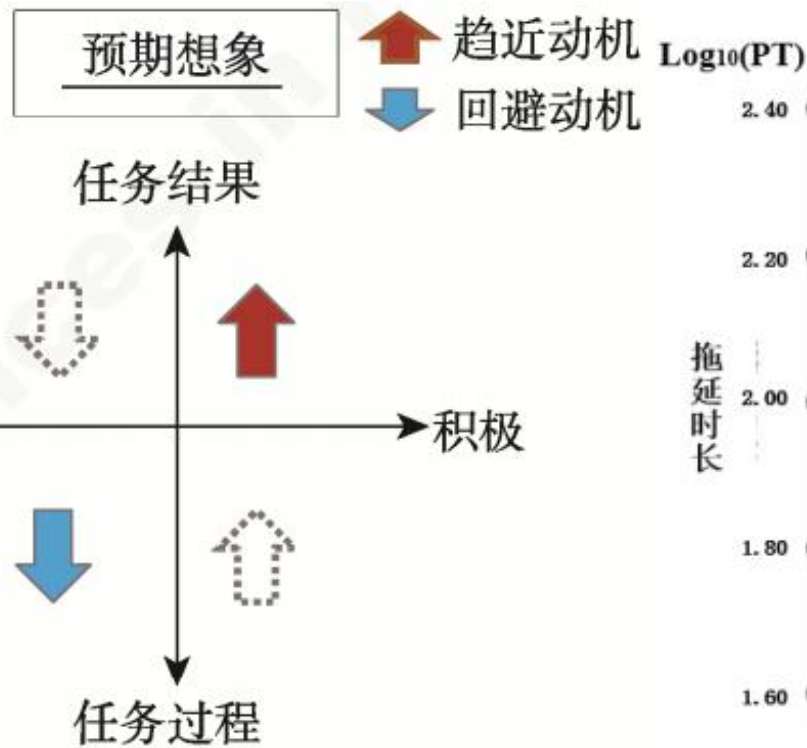 预期想象
趋近动机
回避动机
任务结果
积极
任务过程
Log10(PT)
2.40
2.20
2.00
1.80
1.60
拖延时长